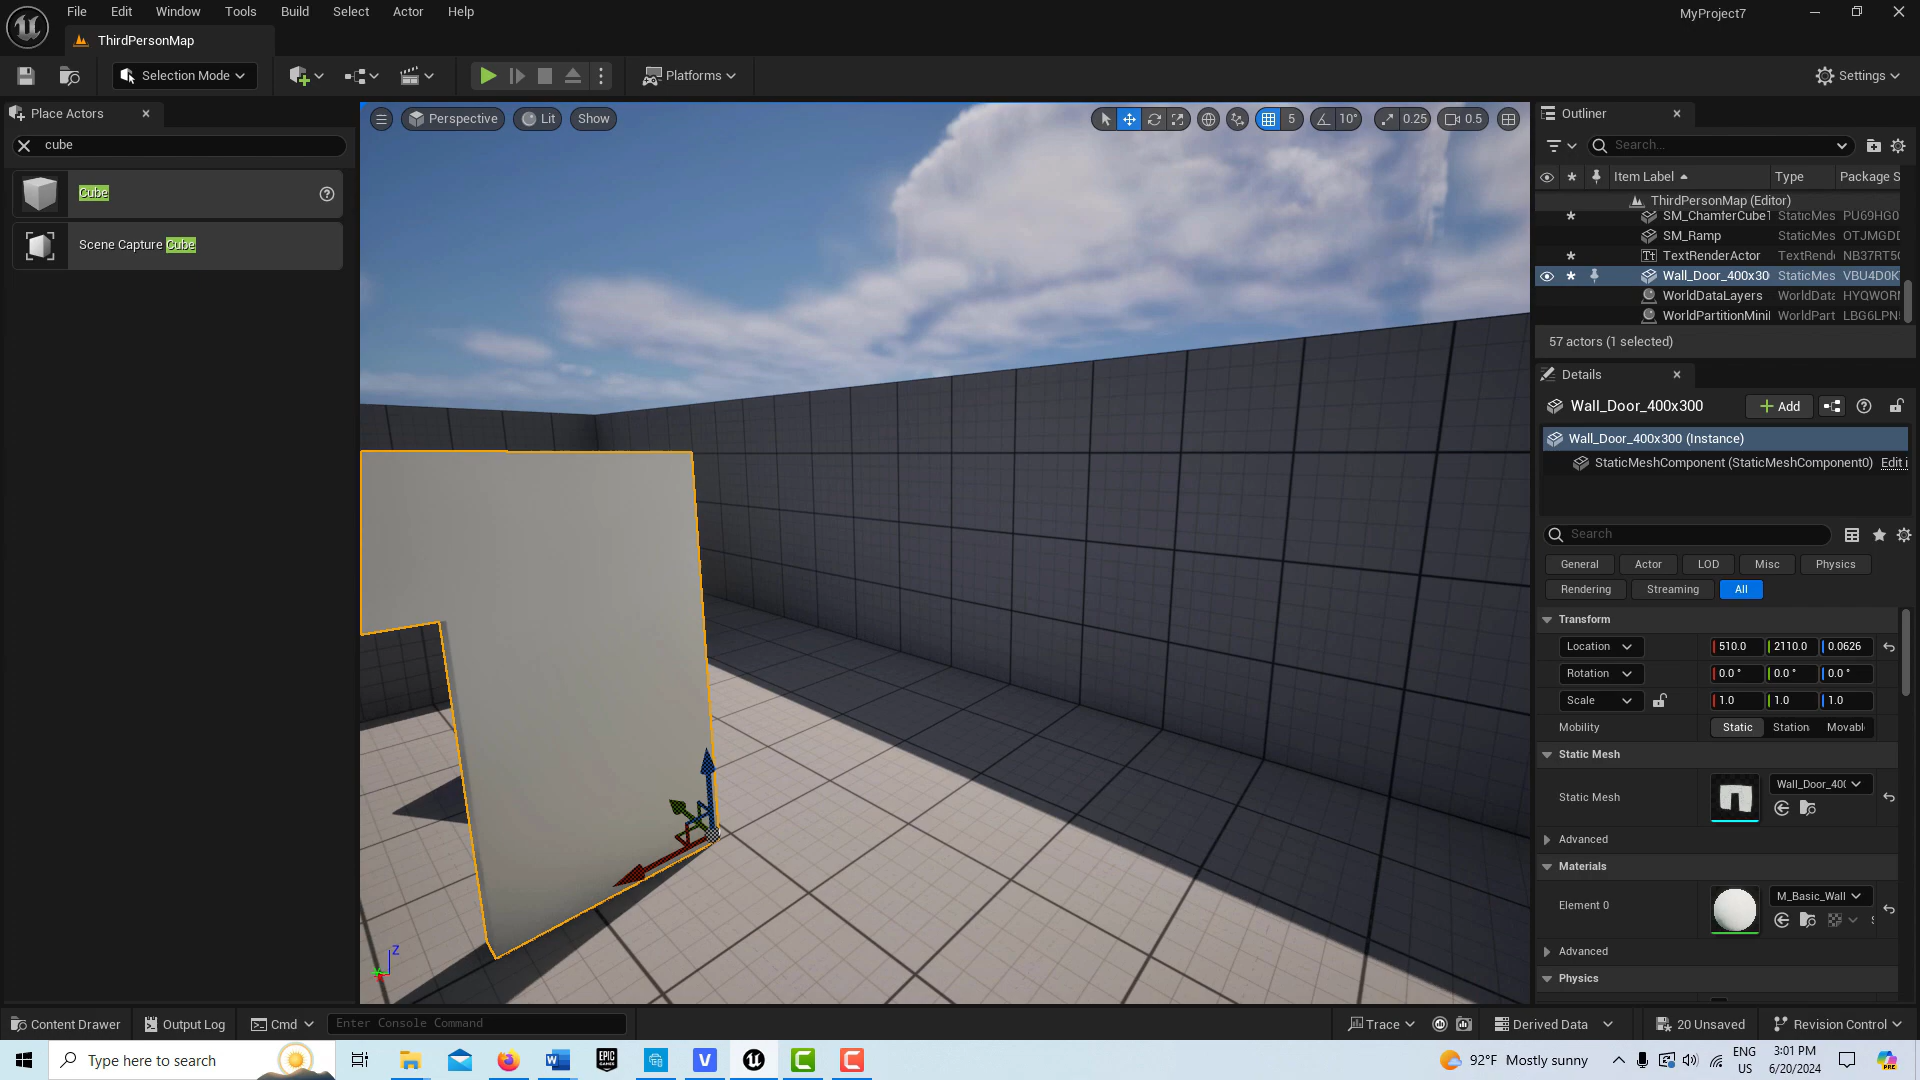 File Edit Window Tools Build Select Actor Help
MyProject7
ThirdPersonMap
Selection Mode
Platforms
Settings
Place Actors
cube
Cube
Scene Capture Cube
Perspective Lit Show
5 10° 0.25 0.5
Outliner
Search...
Item Label Type Package S
ThirdPersonMap (Editor)
SM_ChamferCube1 StaticMes PU69HG0
SM_Ramp StaticMes OTJMGDD
TextRenderActor TextRende NB37RT50
Wall_Door_400x30 StaticMes VBU4D0K
WorldDataLayers WorldData HYQWORI
WorldPartitionMinil WorldPart LBG6LPN
57 actors (1 selected)
Details
Wall_Door_400x300 Add
Wall_Door_400x300 (Instance)
StaticMeshComponent (StaticMeshComponent0) Edit i
Search
General Actor LOD Misc Physics
Rendering Streaming All
Transform
Location 510.0 2110.0 0.0626
Rotation 0.0 ° 0.0 ° 0.0 °
Scale 1.0 1.0 1.0
Mobility Static Station Movabl
Static Mesh
Static Mesh Wall_Door_40
Advanced
Materials
Element 0 M_Basic_Wall
Advanced
Physics
Z
Content Drawer Output Log Cmd Enter Console Command Trace Derived Data 20 Unsaved Revision Control
Type here to search
EPIC GAMES
W
V
C
C
92°F Mostly sunny
ENG
US
3:01 PM
6/20/2024
PRE